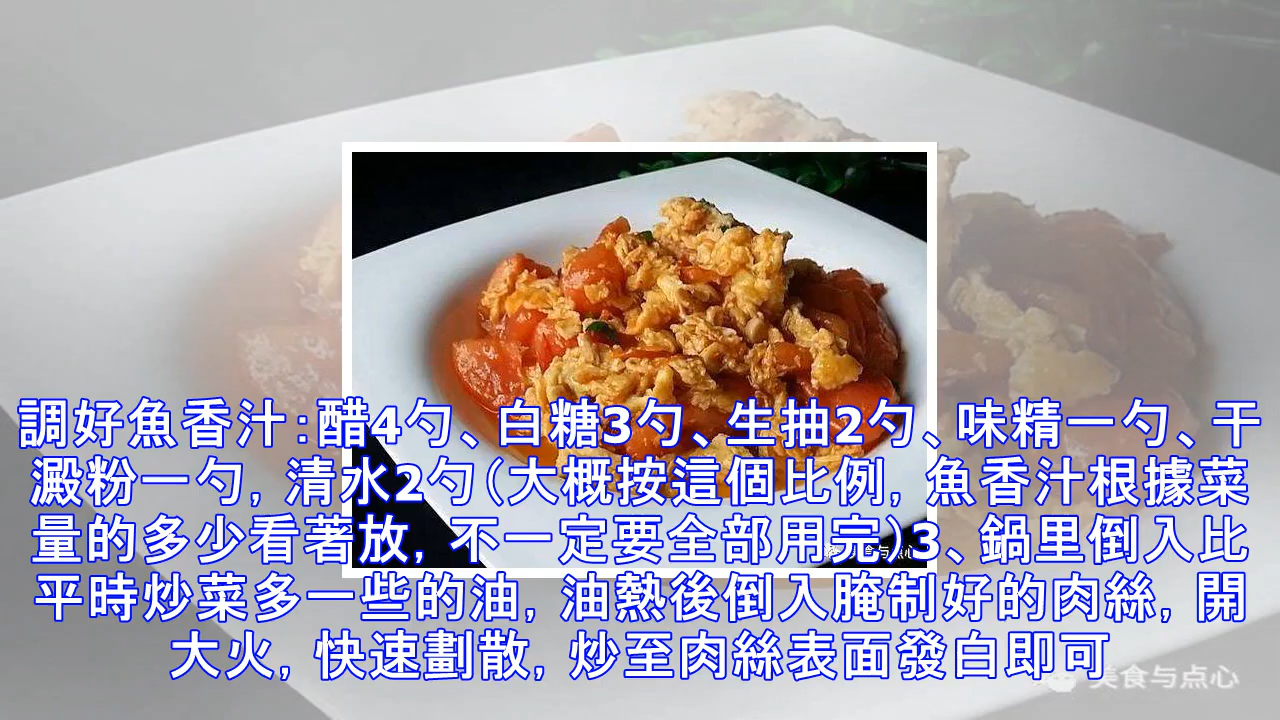 調好魚香汁:醋4勺、白糖3勺、生抽2勺、味精一勺、干
澱粉一勺, 清水2勺(大概按這個比例, 魚香汁根據菜
量的多少看著放, 不一定要全部用完)3、鍋里倒入比
平時炒菜多一些的油, 油熱後倒入腌制好的肉絲, 開
大火, 快速劃散, 炒至肉絲表面發白即可
美食与点心